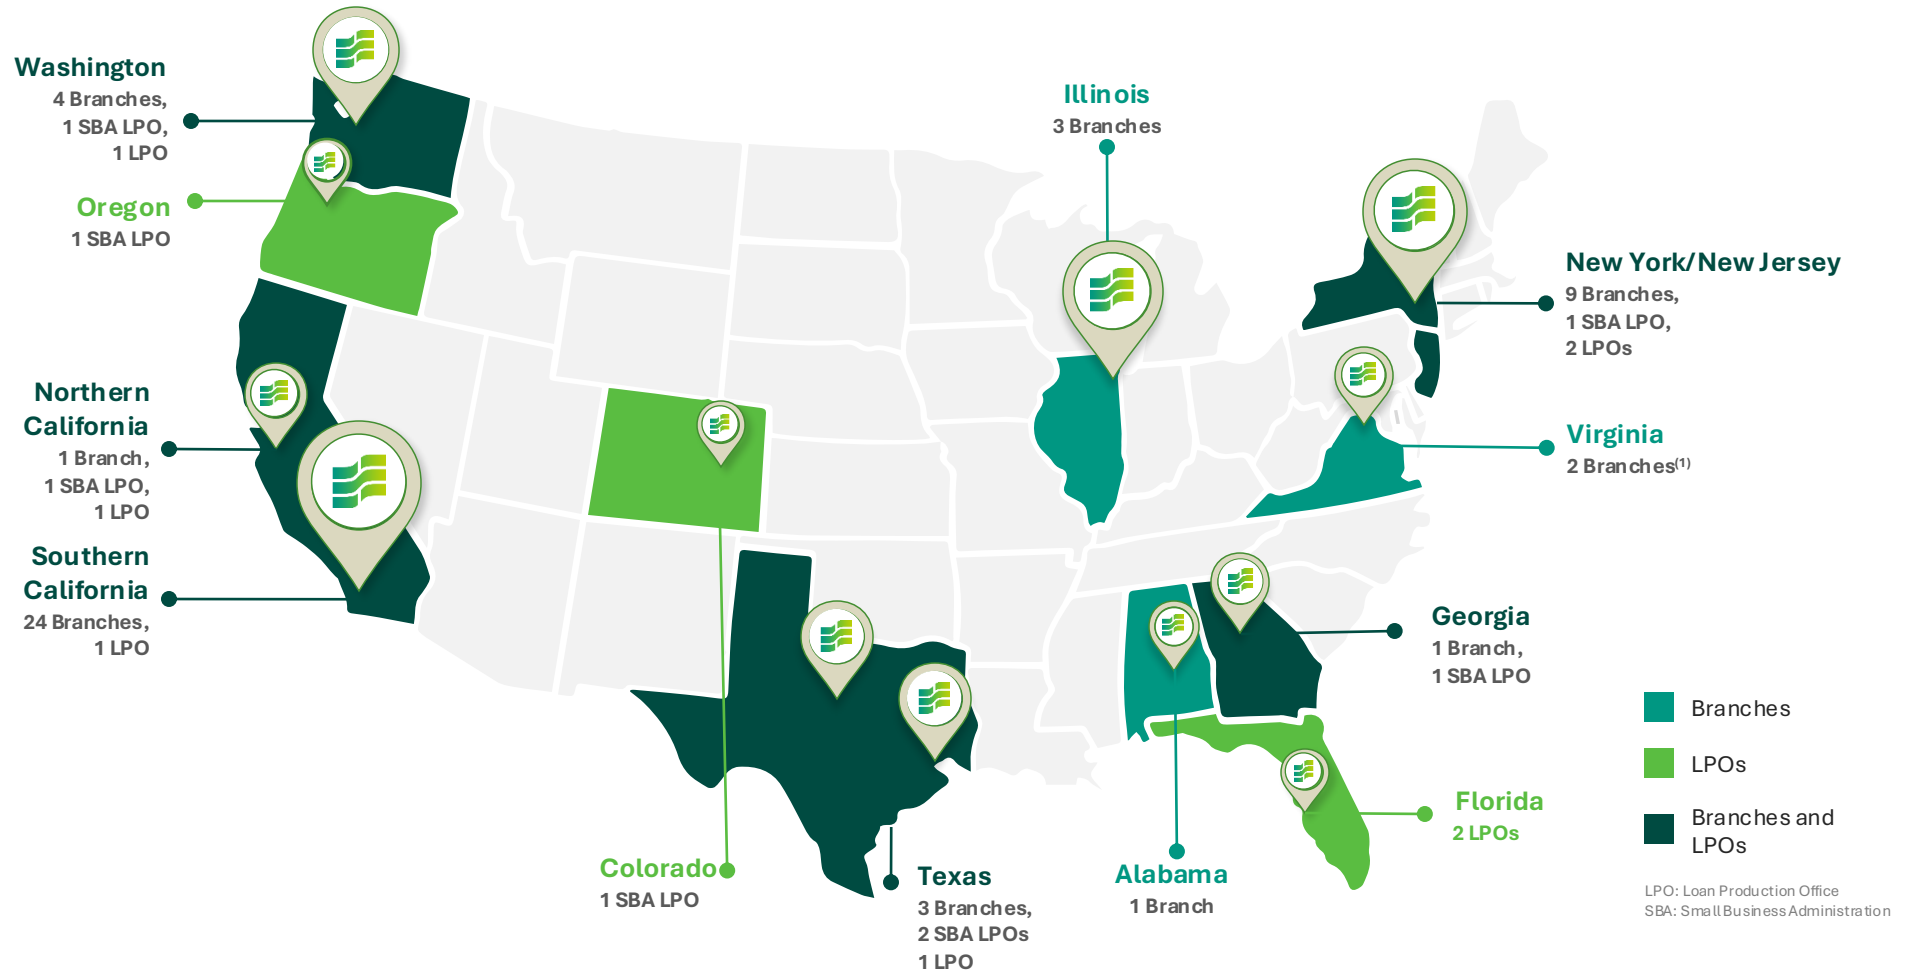 Washington
4 Branches,
1 SBA LPO,
1 LPO
Oregon
1 SBA LPO
Northern
California
1 Branch,
1 SBA LPO,
1 LPO
Southern
California
24 Branches,
1 LPO
Colorado
1 SBA LPO
Texas
3 Branches,
2 SBA LPOs
1 LPO
Illinois
3 Branches
Alabama
1 Branch
New York/New Jersey
9 Branches,
1 SBA LPO,
2 LPOs
Virginia
2 Branches(1)
Georgia
1 Branch,
1 SBA LPO
Florida
2 LPOs
Branches
LPOs
Branches and
LPOs
LPO: Loan Production Office
SBA: Small Business Administration